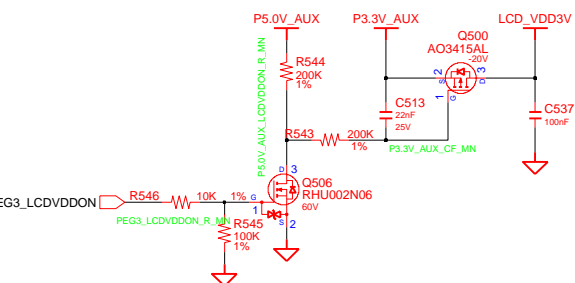 P5.0V_AUX
P3.3V_AUX
LCD_VDD3V
Q500
AO3415AL
-20V
2
3
S
D
1
G
R544
200K
1%
P5.0V_AUX_LCDVDDON_R_MN
C513
22nF
25V
C537
100nF
R543
200K
1%
P3.3V_AUX_CF_MN
D
3
Q506
RHU002N06
60V
EG3_LCDVDDON
R546
10K
1%
G
1
S
2
PEG3_LCDVDDON_R_MN
R545
100K
1%